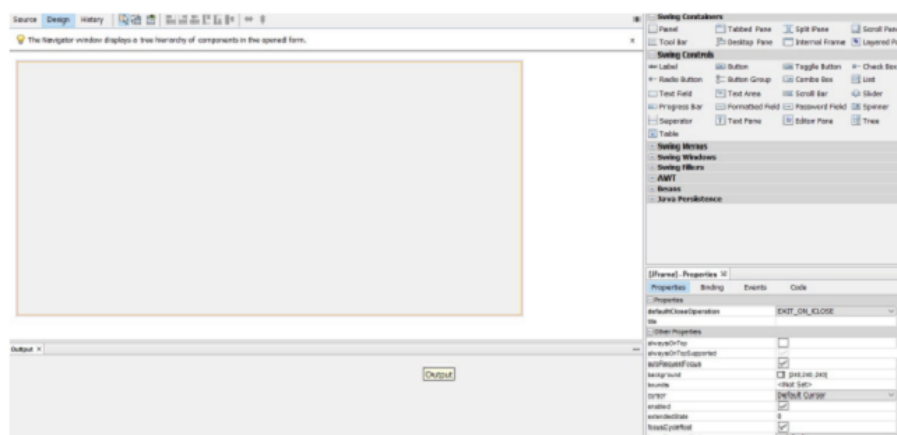 Source Design History
The Navigator window displays a tree hierarchy of components in the opened form.
Output
Output
Swing Containers
Panel Tabbed Pane Split Pane Scroll Pan
Tool Bar Desktop Pane Internal Frame Layered P
Swing Controls
Label Button Toggle Button Check Box
Radio Button Button Group Combo Box List
Text Field Text Area Scroll Bar Slider
Progress Bar Formatted Field Password Field Spinner
Separator Text Pane Editor Pane Tree
Table
Swing Menus
Swing Windows
Swing Fillers
AWT
Beans
Java Persistence
[JFrame] - Properties
Properties Binding Events Code
Properties
defaultCloseOperation EXIT_ON_CLOSE
title
Other Properties
alwaysOnTop
alwaysOnTopSupported
autoRequestFocus
background [240,240,240]
bounds <Not Set>
cursor Default Cursor
enabled
extendedState 0
focusCycleRoot